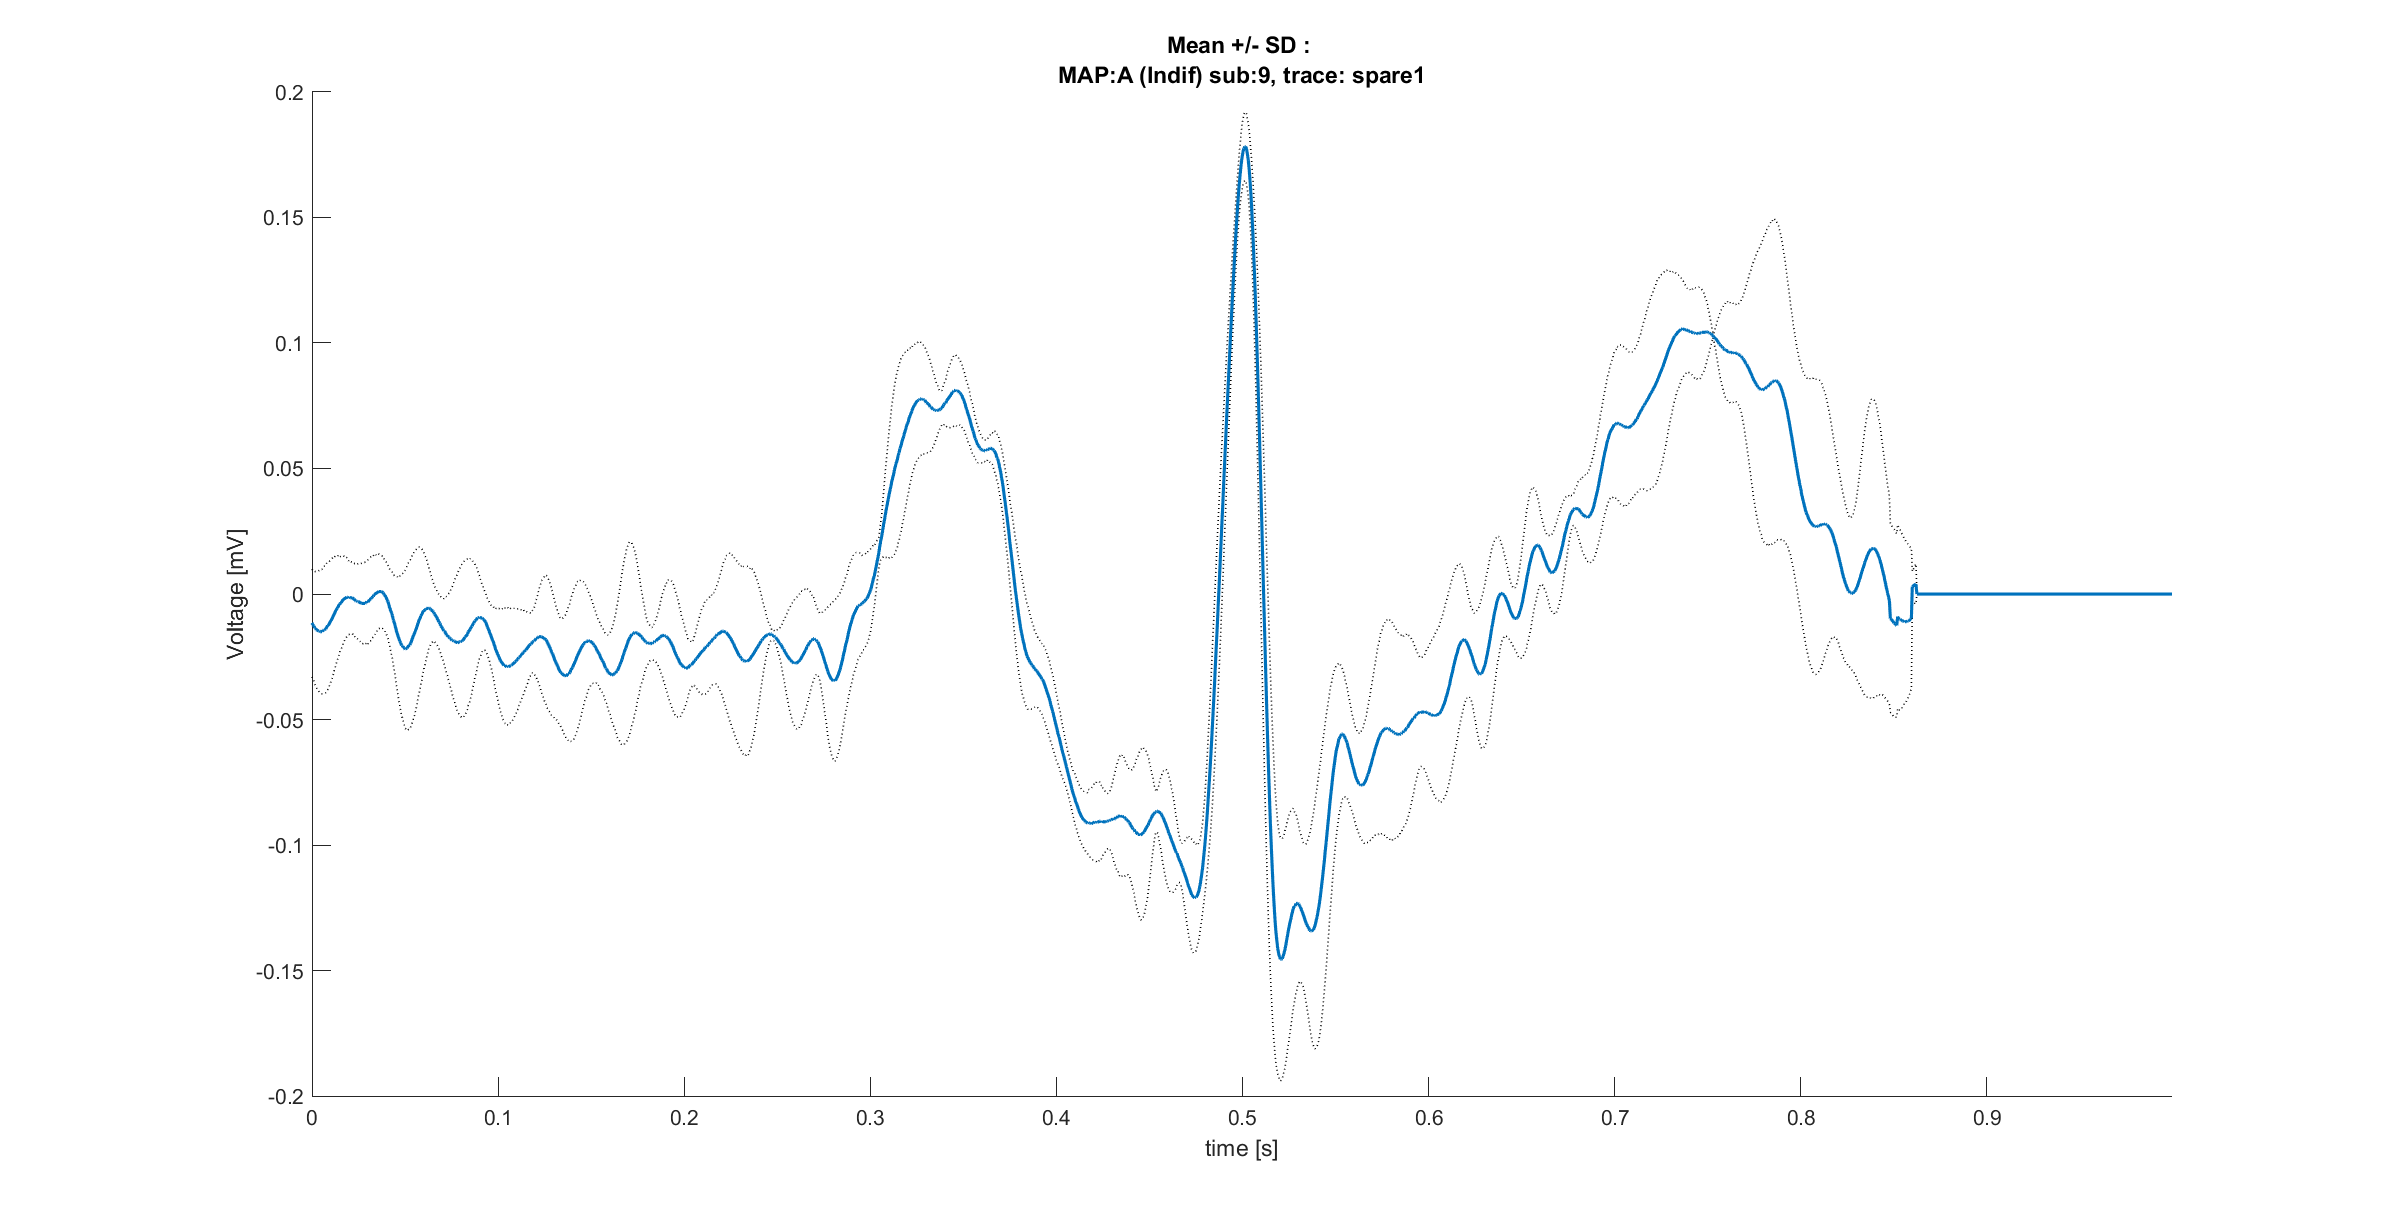 Mean +/- SD :
MAP:A (Indif) sub:9, trace: spare1
0.2
0.15
0.1
0.05
0
-0.05
-0.1
-0.15
-0.2
Voltage [mV]
0 0.1 0.2 0.3 0.4 0.5 0.6 0.7 0.8 0.9
time [s]